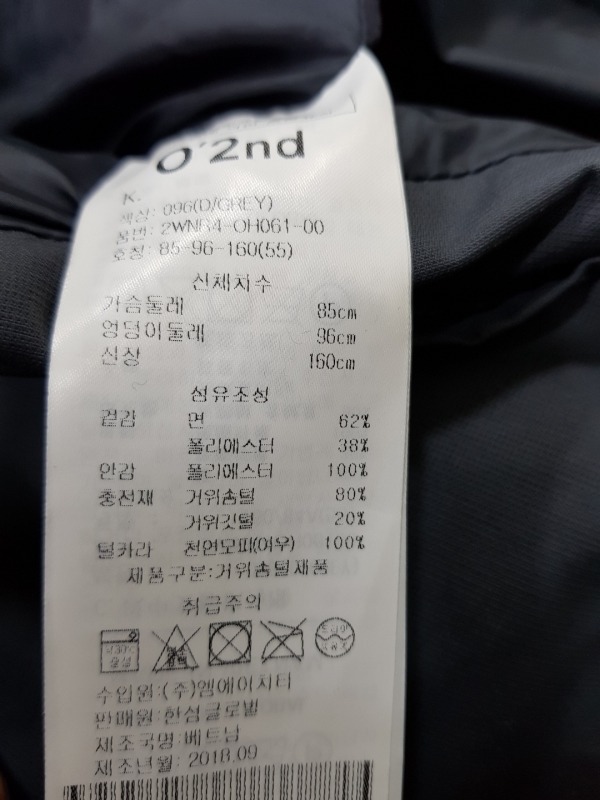 O'2nd
K.
색상: 096(D/GREY)
품번: 2WNB4-OH061-00
호칭: 85-96-160(55)
신체치수
가슴둘레 85cm
엉덩이둘레 96cm
신장 160cm
섬유조성
겉감 면 62%
폴리에스터 38%
안감 폴리에스터 100%
충전재 거위솜털 80%
거위깃털 20%
털카라 천연모피(여우) 100%
제품구분:거위솜털제품
취급주의
수입원:(주)엠에이치터
판매원:한섬글로벌
제조국명:베트남
제조년월: 2018.09